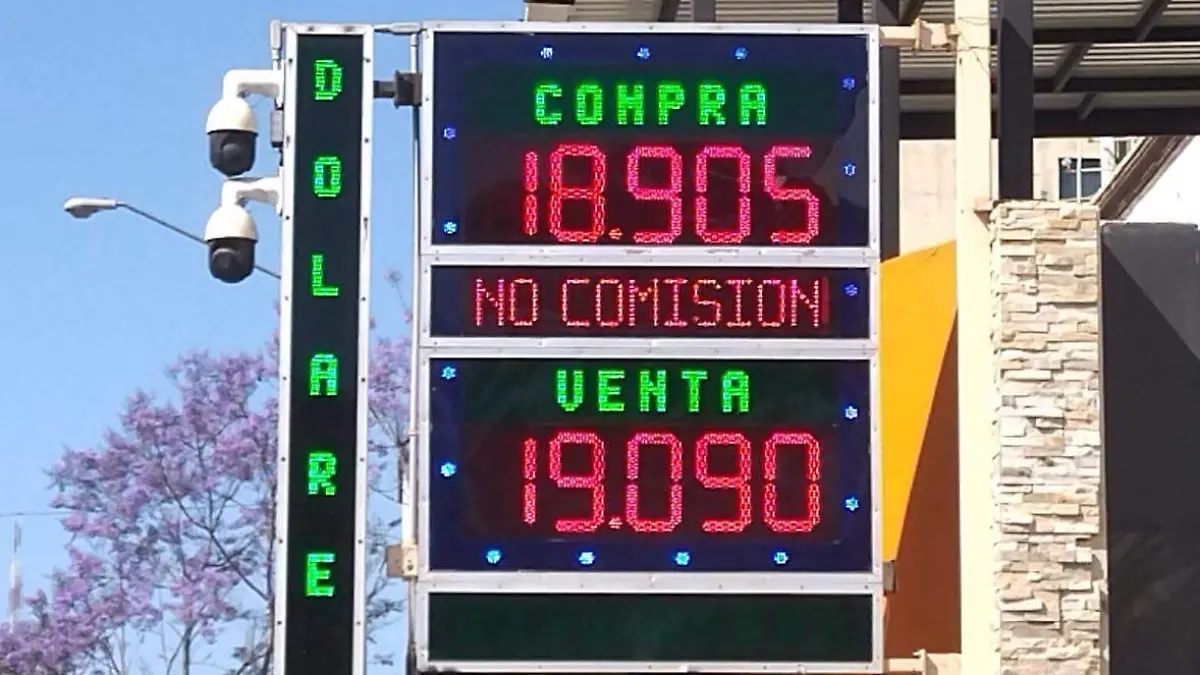 DOLARE
COMPRA
18.905
NO COMISION
VENTA
19.090